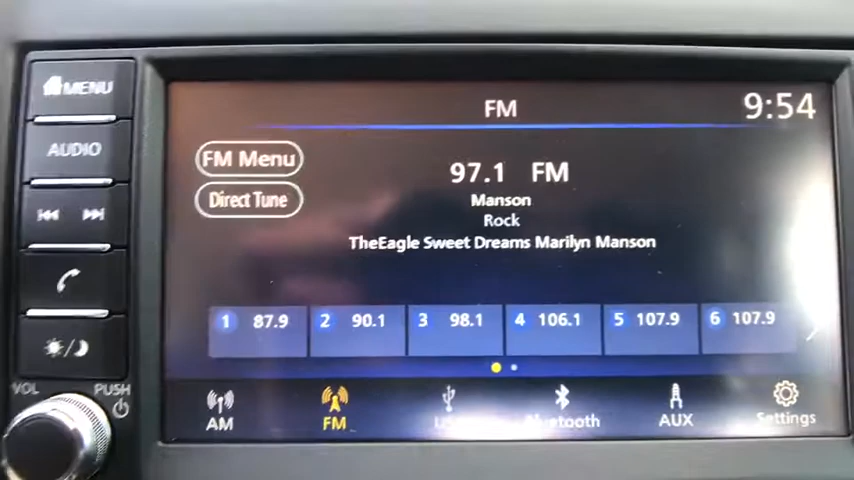 MENU
AUDIO
VOL
PUSH
FM
9:54
FM Menu
Direct Tune
97.1 FM
Manson
Rock
TheEagle Sweet Dreams Marilyn Manson
1 87.9 2 90.1 3 98.1 4 106.1 5 107.9 6 107.9
AM FM Bluetooth AUX Settings